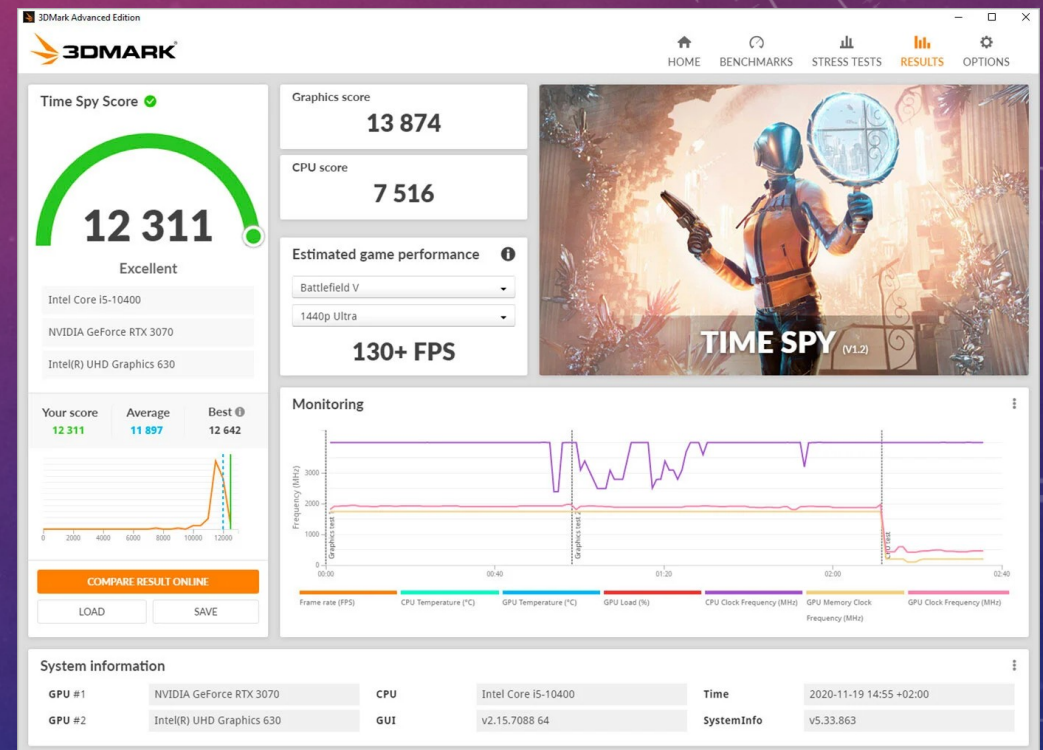 3DMark Advanced Edition
3DMARK
HOME
BENCHMARKS
STRESS TESTS
RESULTS
OPTIONS
Time Spy Score
12 311
Excellent
Intel Core i5-10400
NVIDIA GeForce RTX 3070
Intel(R) UHD Graphics 630
Your score
Average
Best
12 311
11 897
12 642
0 2000 4000 6000 8000 10000 12000
COMPARE RESULT ONLINE
LOAD
SAVE
Graphics score
13 874
CPU score
7 516
Estimated game performance
Battlefield V
1440p Ultra
130+ FPS
TIME SPY (V1.2)
Monitoring
Frequency (MHz)
3000
2000
1000
0
Graphics test
Graphics test 2
CPU test
00:00 00:40 01:20 02:00 02:40
Frame rate (FPS)
CPU Temperature (°C)
GPU Temperature (°C)
GPU Load (%)
CPU Clock Frequency (MHz)
GPU Memory Clock
Frequency (MHz)
GPU Clock Frequency (MHz)
System information
GPU #1 NVIDIA GeForce RTX 3070 CPU Intel Core i5-10400 Time 2020-11-19 14:55 +02:00
GPU #2 Intel(R) UHD Graphics 630 GUI v2.15.7088 64 SystemInfo v5.33.863